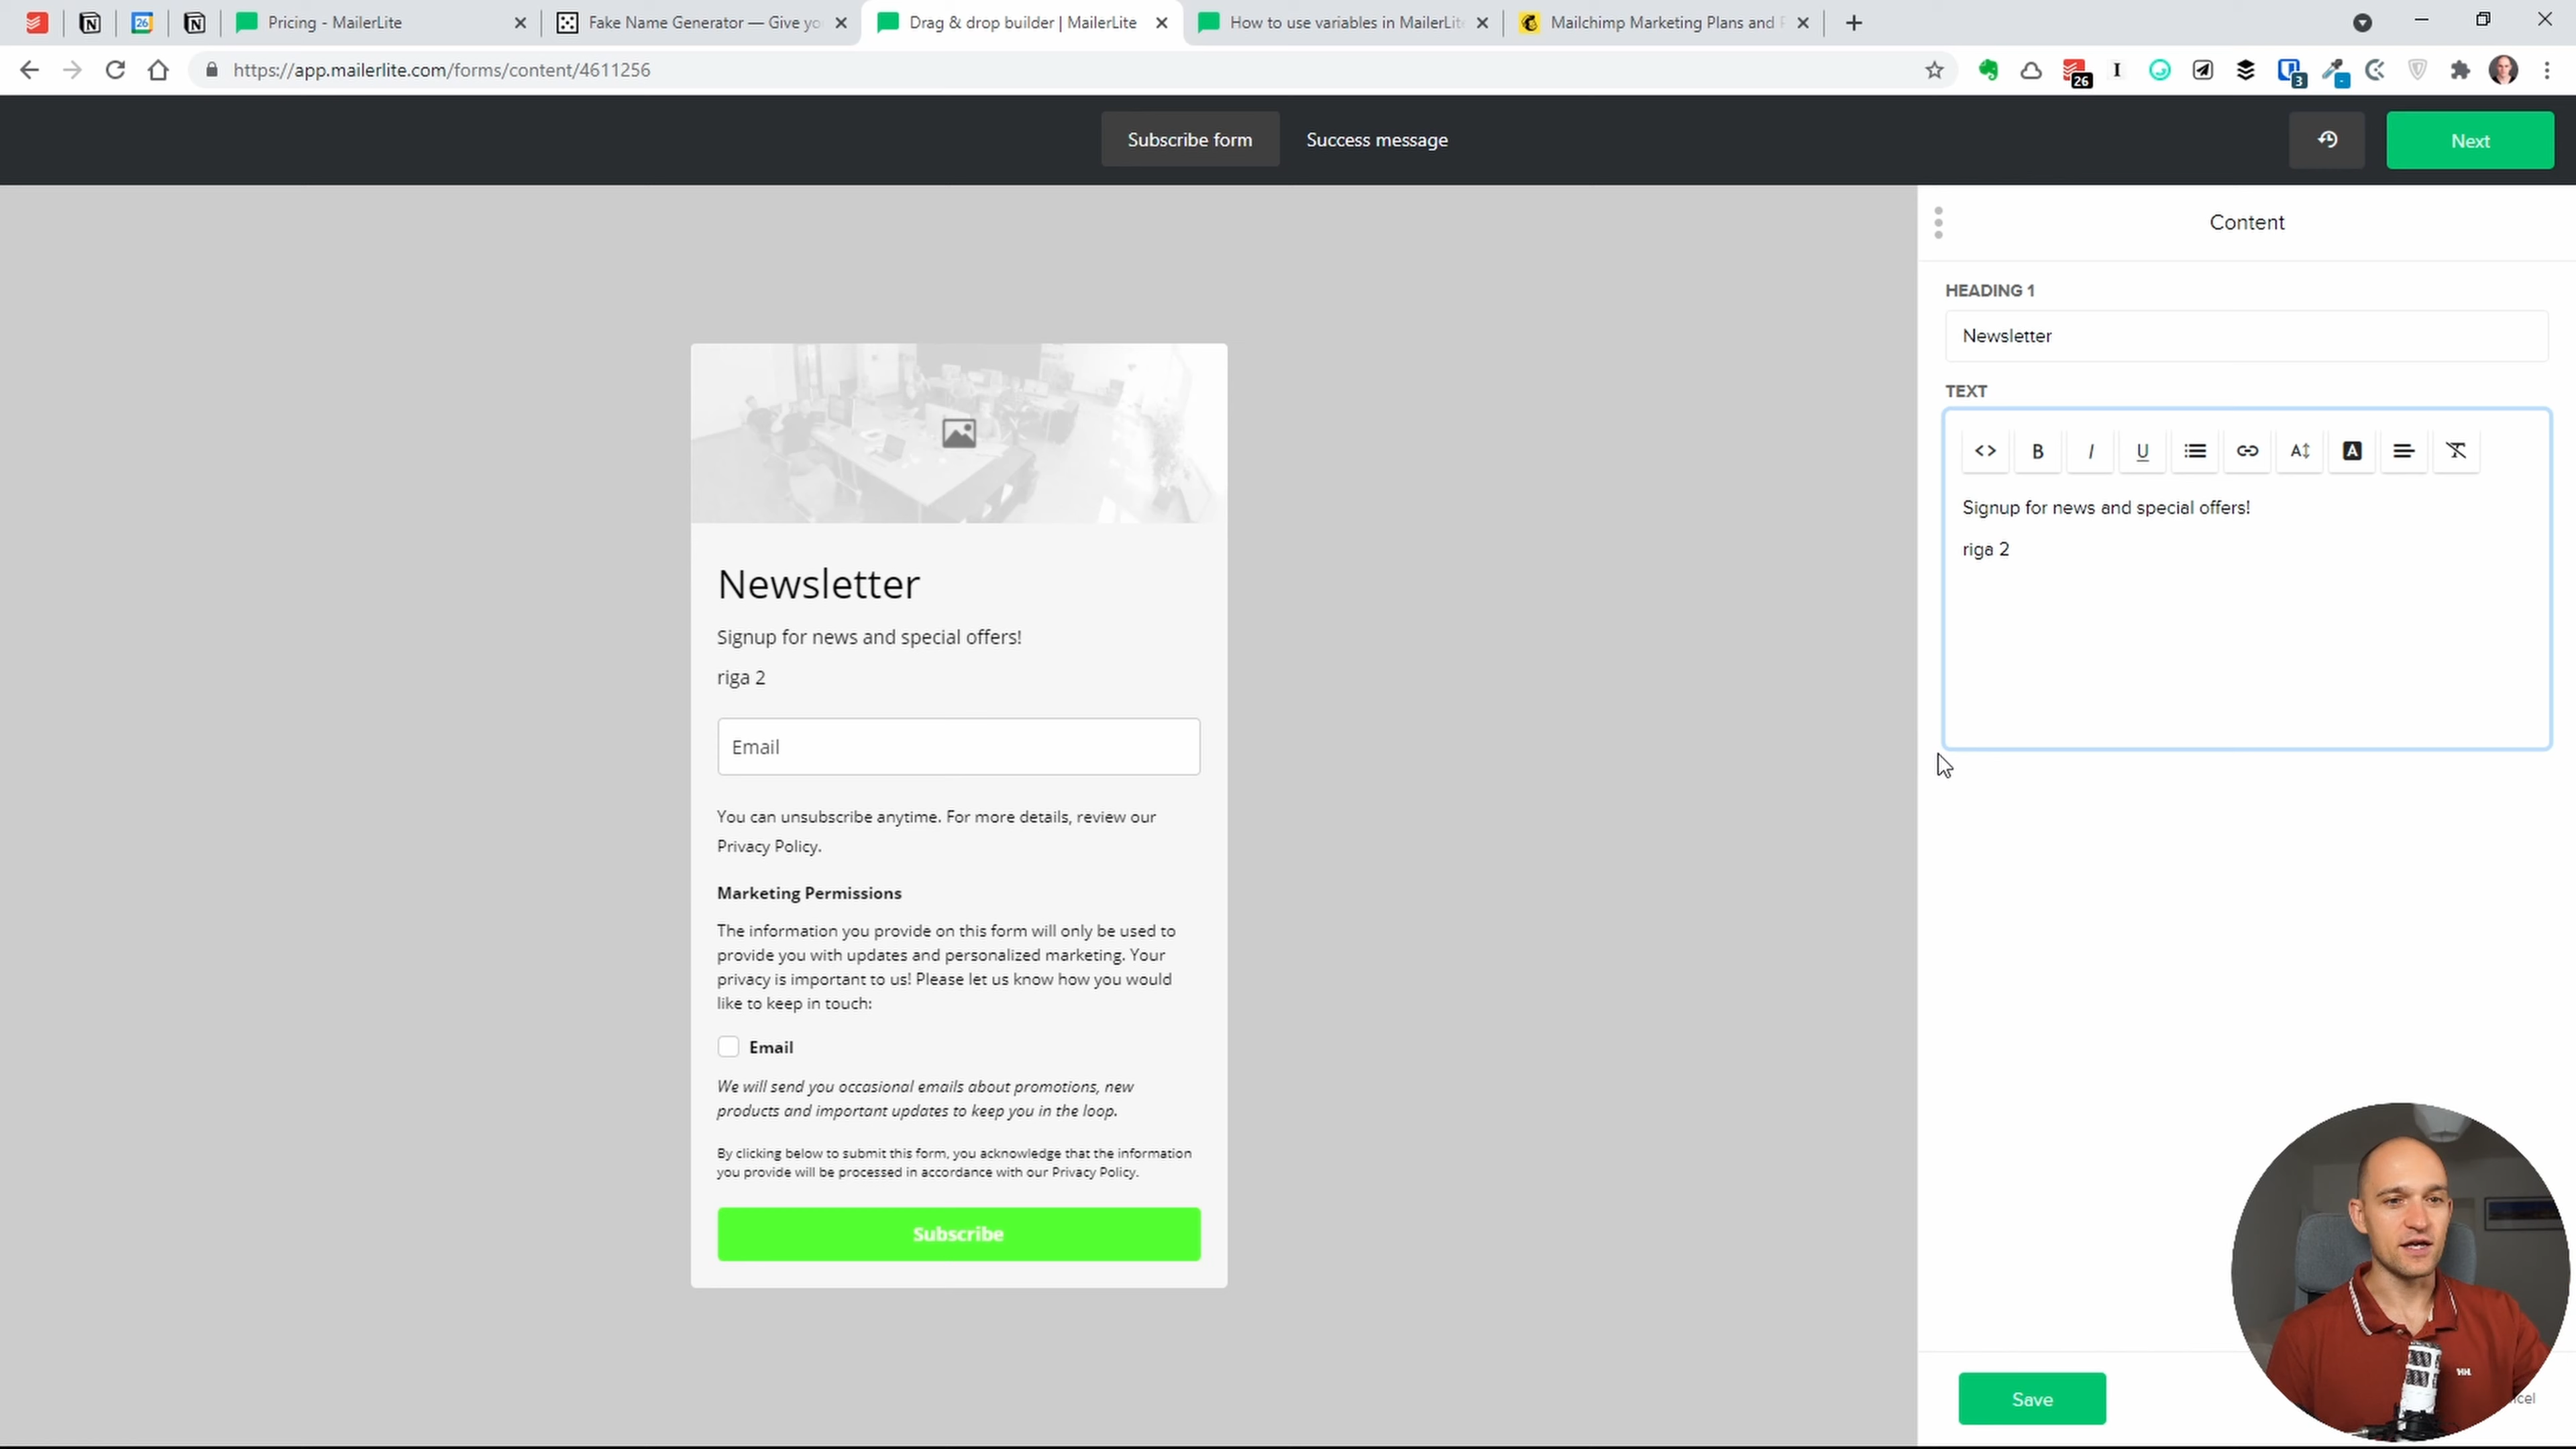 Pricing - MailerLite
Fake Name Generator — Give yo
Drag & drop builder | MailerLite
How to use variables in MailerLit
Mailchimp Marketing Plans and P
26
https://app.mailerlite.com/forms/content/4611256
26
3
Subscribe form
Success message
Next
Content
HEADING 1
Newsletter
TEXT
Signup for news and special offers!
riga 2
Newsletter
Signup for news and special offers!
riga 2
Email
You can unsubscribe anytime. For more details, review our
Privacy Policy.
Marketing Permissions
The information you provide on this form will only be used to
provide you with updates and personalized marketing. Your
privacy is important to us! Please let us know how you would
like to keep in touch:
Email
We will send you occasional emails about promotions, new
products and important updates to keep you in the loop.
By clicking below to submit this form, you acknowledge that the information
you provide will be processed in accordance with our Privacy Policy.
Subscribe
Save
cel
HH